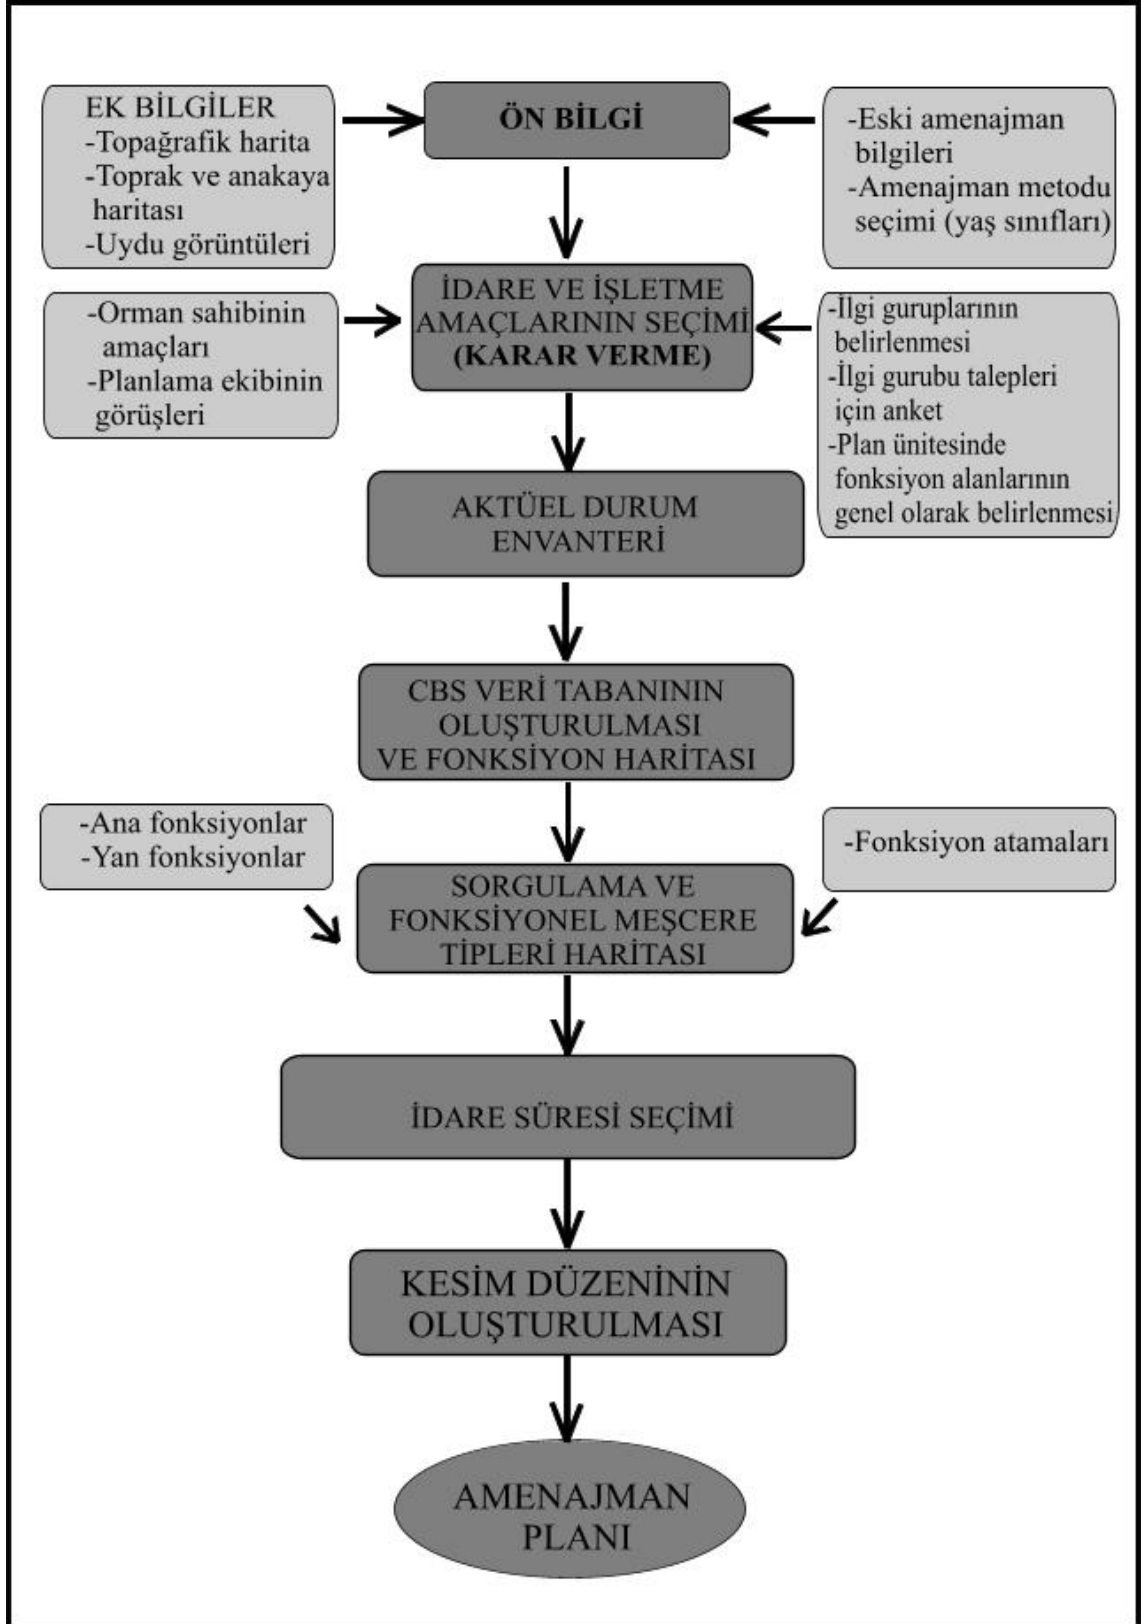 EK BİLGİLER
-Topağrafik harita
-Toprak ve anakaya
haritası
-Uydu görüntüleri
ÖN BİLGİ
-Eski amenajman
bilgileri
-Amenajman metodu
seçimi (yaş sınıfları)
-Orman sahibinin
amaçları
-Planlama ekibinin
görüşleri
İDARE VE İŞLETME
AMAÇLARININ SEÇİMİ
(KARAR VERME)
-İlgi guruplarının
belirlenmesi
-İlgi gurubu talepleri
için anket
-Plan ünitesinde
fonksiyon alanlarının
genel olarak belirlenmesi
AKTÜEL DURUM
ENVANTERİ
CBS VERİ TABANININ
OLUŞTURULMASI
VE FONKSİYON HARİTASI
-Ana fonksiyonlar
-Yan fonksiyonlar
-Fonksiyon atamaları
SORGULAMA VE
FONKSİYONEL MEŞCERE
TİPLERİ HARİTASI
İDARE SÜRESİ SEÇİMİ
KESİM DÜZENİNİN
OLUŞTURULMASI
AMENAJMAN
PLANI